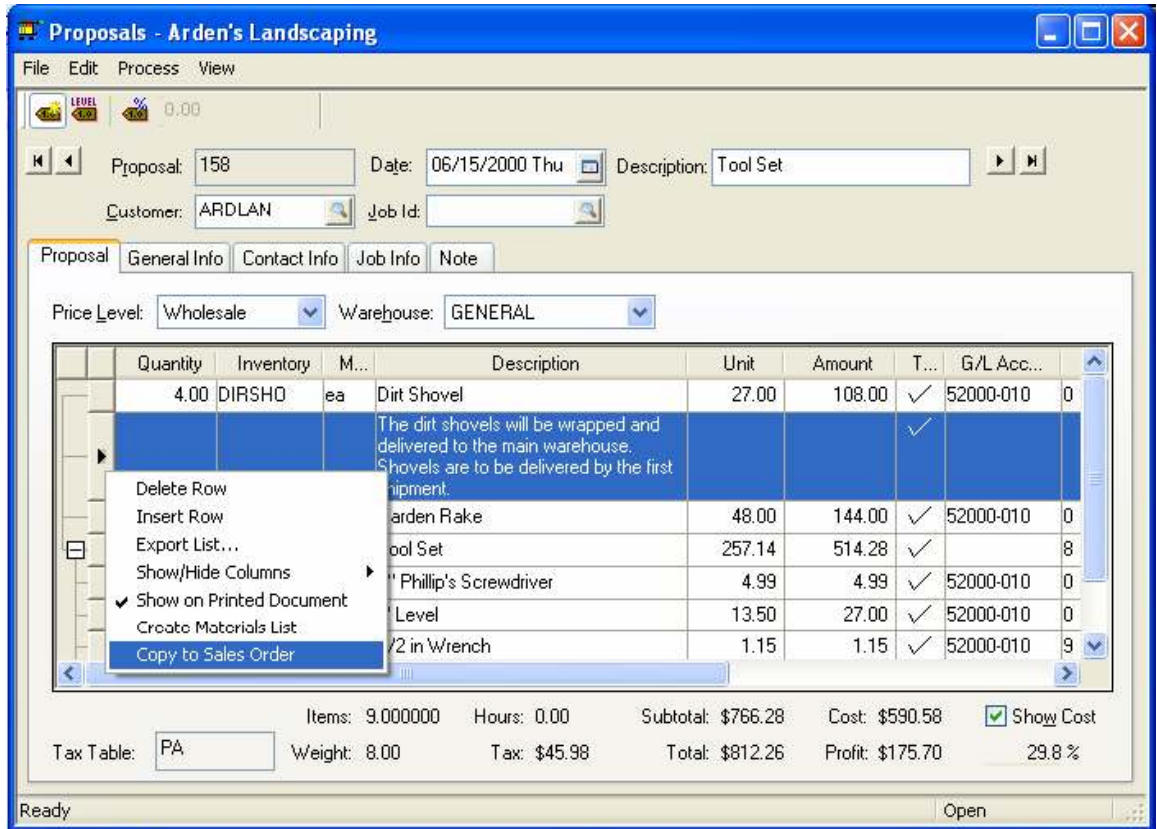 Proposals - Arden's Landscaping
File Edit Process View
LEVEL % 0.00
Proposal: 158 Date: 06/15/2000 Thu Description: Tool Set
Customer: ARDLAN Job Id:
Proposal General Info Contact Info Job Info Note
Price Level: Wholesale Warehouse: GENERAL
Quantity Inventory M... Description Unit Amount T... G/L Acc...
4.00 DIRSHO ea Dirt Shovel 27.00 108.00 52000-010 0
The dirt shovels will be wrapped and
delivered to the main warehouse.
Shovels are to be delivered by the first
shipment.
Delete Row
Insert Row arden Rake 48.00 144.00 52000-010 0
Export List... ool Set 257.14 514.28 8
Show/Hide Columns " Phillip's Screwdriver 4.99 4.99 52000-010 0
Show on Printed Document
Create Materials List " Level 13.50 27.00 52000-010 0
Copy to Sales Order /2 in Wrench 1.15 1.15 52000-010 9
Items: 9.000000 Hours: 0.00 Subtotal: $766.28 Cost: $590.58 Show Cost
Tax Table: PA Weight: 8.00 Tax: $45.98 Total: $812.26 Profit: $175.70 29.8 %
Ready Open